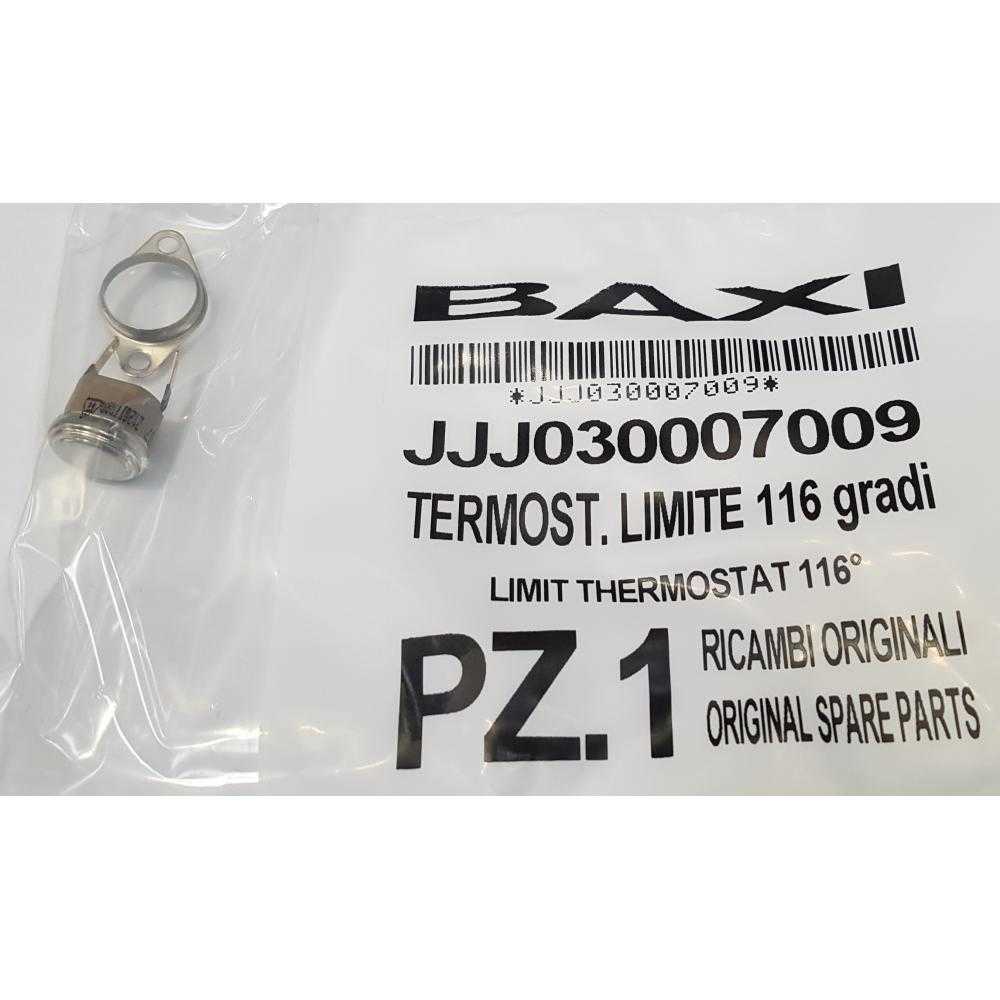 BAXI
*JJJ030007009*
JJJ030007009
TERMOST. LIMITE 116 gradi
LIMIT THERMOSTAT 116°
PZ.1
RICAMBI ORIGINALI
ORIGINAL SPARE PARTS